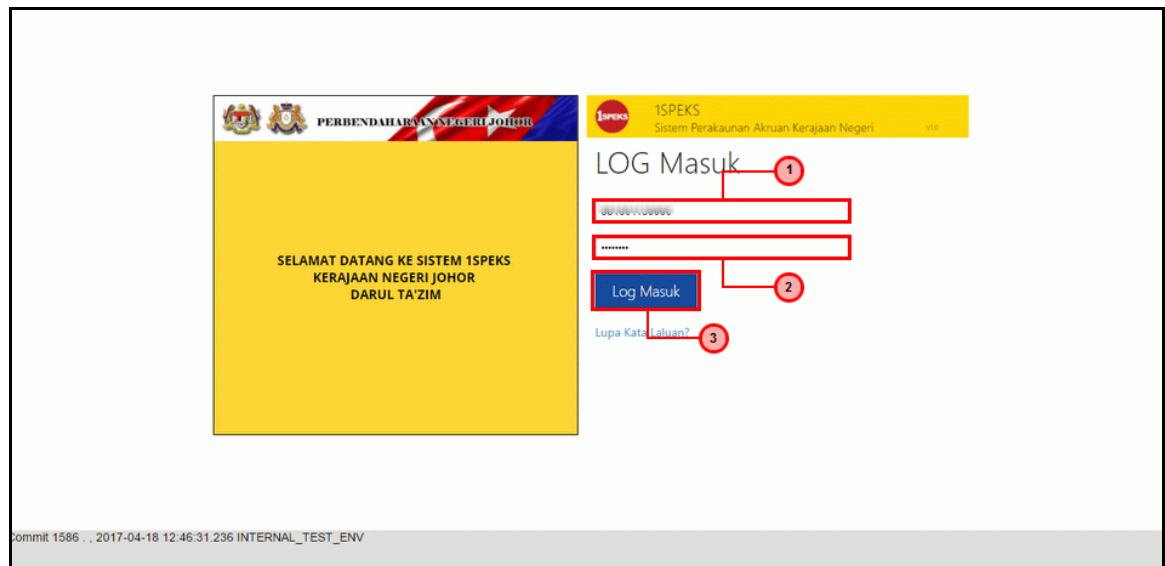 PERBENDAHARAAN NEGERI JOHOR
SELAMAT DATANG KE SISTEM 1SPEKS
KERAJAAN NEGERI JOHOR
DARUL TA'ZIM
1SPEKS
1SPEKS
Sistem Perakaunan Akruan Kerajaan Negeri
V1.0
LOG Masuk
1
••••••••
2
Log Masuk
Lupa Kata Laluan?
3
Commit 1586 . , 2017-04-18 12:46:31.236 INTERNAL_TEST_ENV